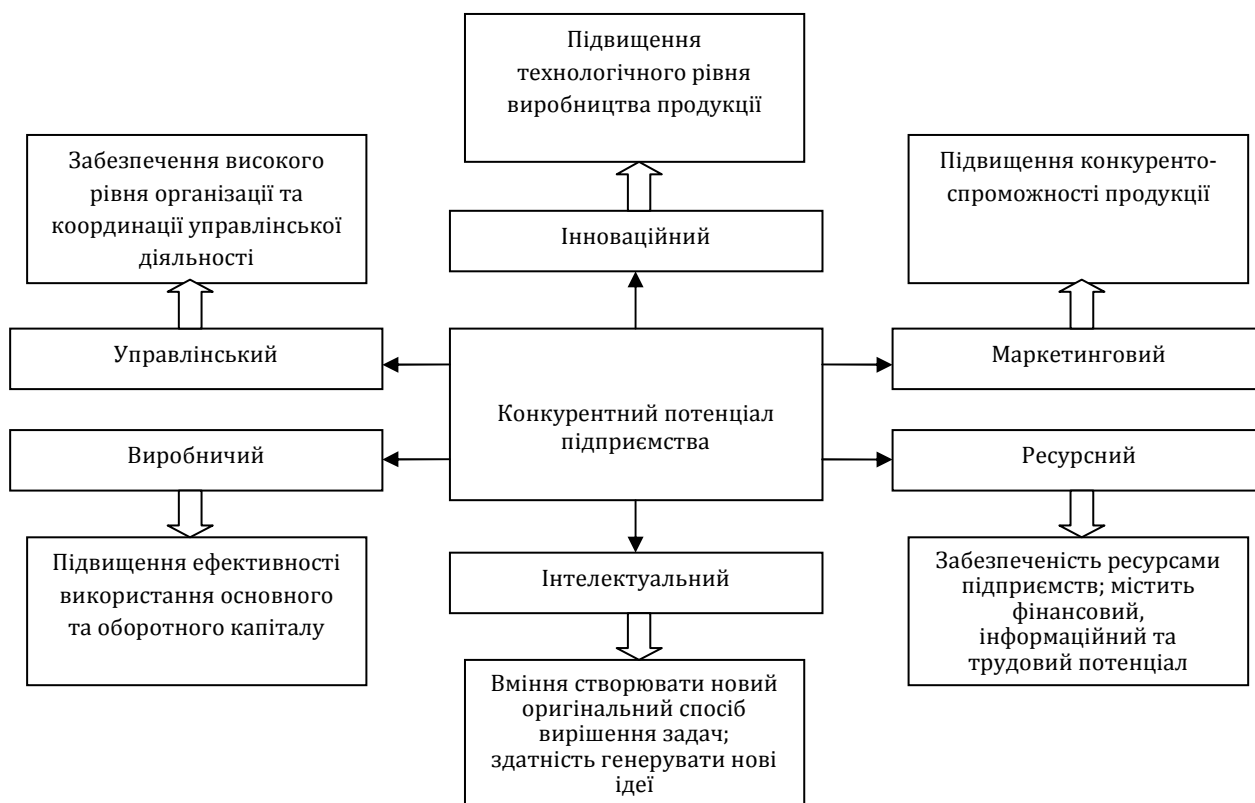 Підвищення
технологічного рівня
виробництва продукції
Забезпечення високого
рівня організації та
координації управлінської
діяльності
Підвищення конкуренто-
спроможності продукції
Інноваційний
Управлінський
Маркетинговий
Конкурентний потенціал
підприємства
Виробничий
Ресурсний
Підвищення ефективності
використання основного
та оборотного капіталу
Інтелектуальний
Забезпеченість ресурсами
підприємств; містить
фінансовий,
інформаційний та
трудовий потенціал
Вміння створювати новий
оригінальний спосіб
вирішення задач;
здатність генерувати нові
ідеї